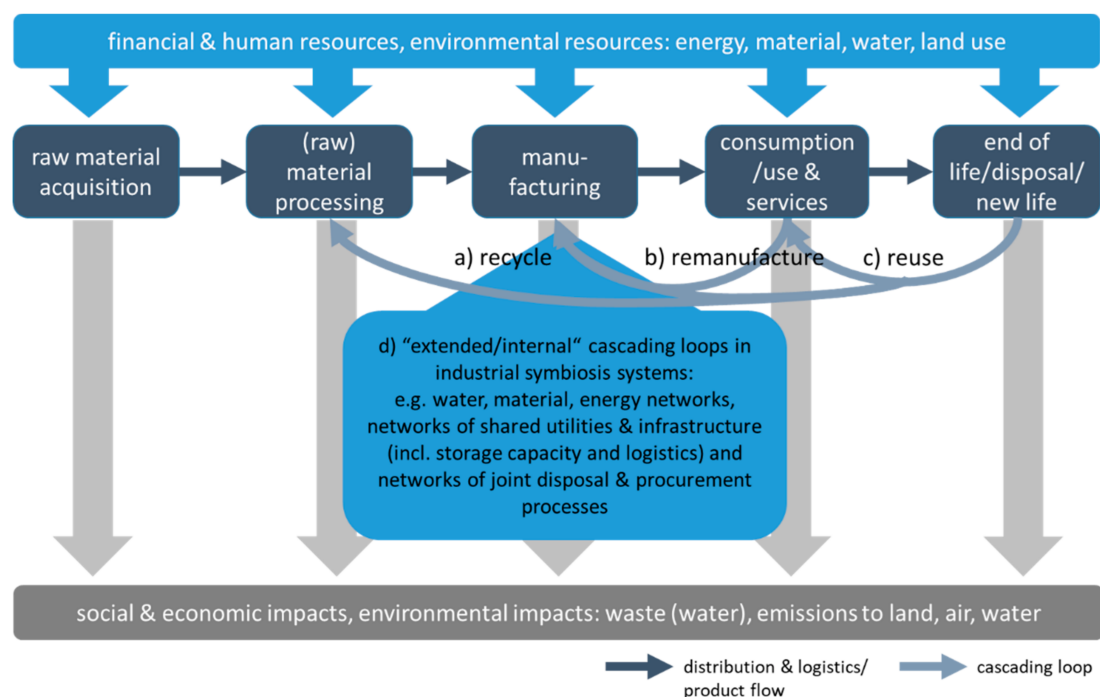 financial & human resources, environmental resources: energy, material, water, land use
raw material
acquisition
(raw)
material
processing
manu-
facturing
consumption
/use &
services
end of
life/disposal/
new life
a) recycle
b) remanufacture
c) reuse
d) “extended/internal“ cascading loops in
industrial symbiosis systems:
e.g. water, material, energy networks,
networks of shared utilities & infrastructure
(incl. storage capacity and logistics) and
networks of joint disposal & procurement
processes
social & economic impacts, environmental impacts: waste (water), emissions to land, air, water
distribution & logistics/
product flow
cascading loop